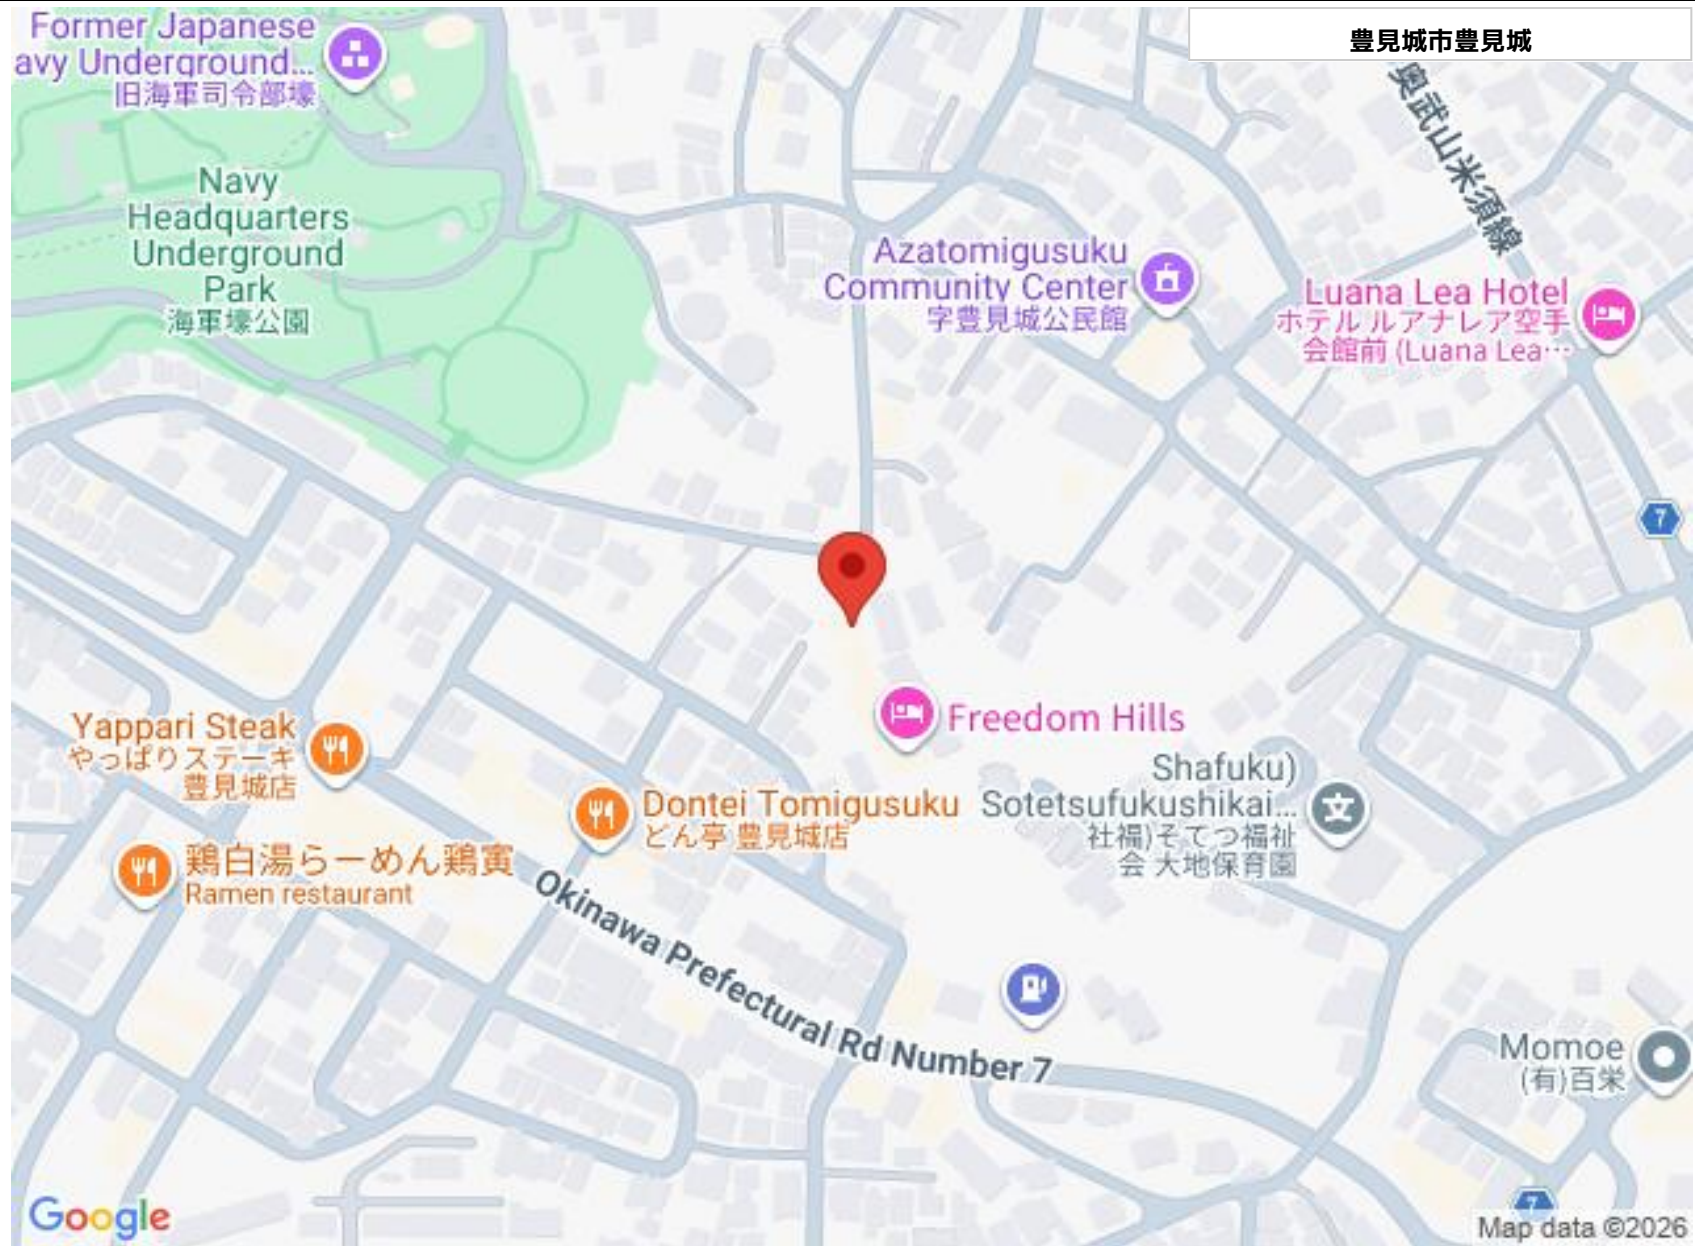 豊見城市豊見城
Former Japanese
avy Underground...
旧海軍司令部壕
奥武山米須線
Navy
Headquarters
Underground
Park
海軍壕公園
Azatomigusuku
Community Center
字豊見城公民館
Luana Lea Hotel
ホテル ルアナレア空手
会館前 (Luana Lea…
7
Freedom Hills
Yappari Steak
やっぱりステーキ
豊見城店
Shafuku)
Sotetsufukushikai...
社福)そてつ福祉
会 大地保育園
Dontei Tomigusuku
どん亭 豊見城店
鶏白湯らーめん鶏寅
Ramen restaurant
Okinawa Prefectural Rd Number 7
Momoe
(有)百栄
7
Google
Map data ©2026